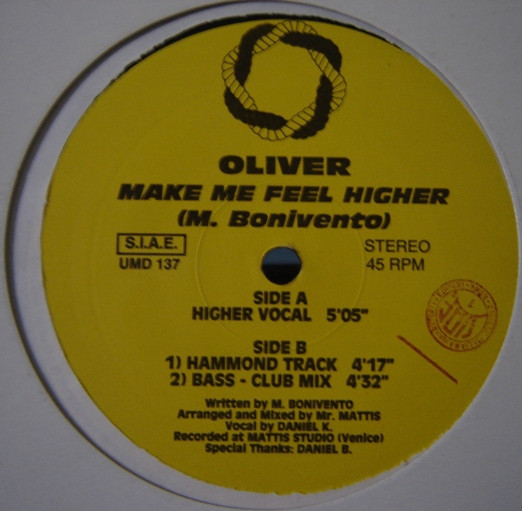 OLIVER
MAKE ME FEEL HIGHER
(M. Bonivento)
S.I.A.E.
UMD 137
STEREO
45 RPM
SIDE A
HIGHER VOCAL 5'05"
SIDE B
1) HAMMOND TRACK 4'17"
2) BASS - CLUB MIX 4'32"
Written by M. BONIVENTO
Arranged and Mixed by Mr. MATTIS
Vocal by DANIEL K.
Recorded at MATTIS STUDIO (Venice)
Special Thanks: DANIEL B.